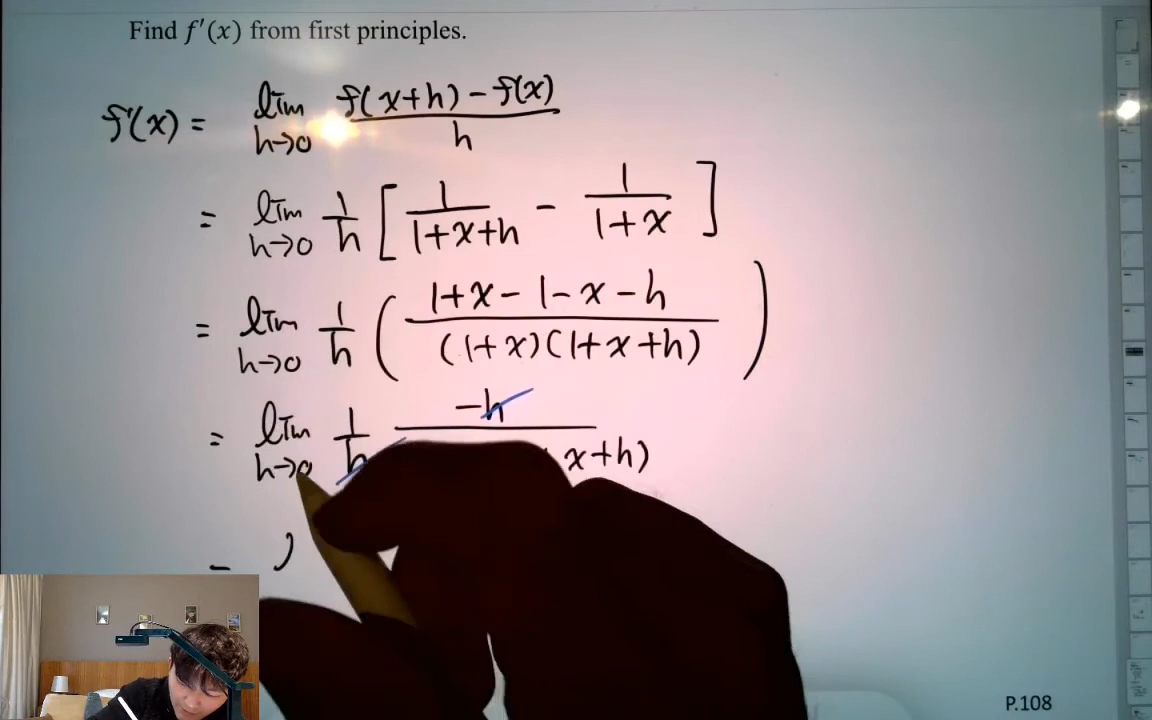 Find f'(x) from first principles.
f'(x) = lim h→0 f(x+h) - f(x) / h
= lim h→0 1/h [ 1/1+x+h - 1/1+x ]
= lim h→0 1/h ( 1+x-1-x-h / (1+x)(1+x+h) )
= lim h→0 1/h -h / x+h)
P.108